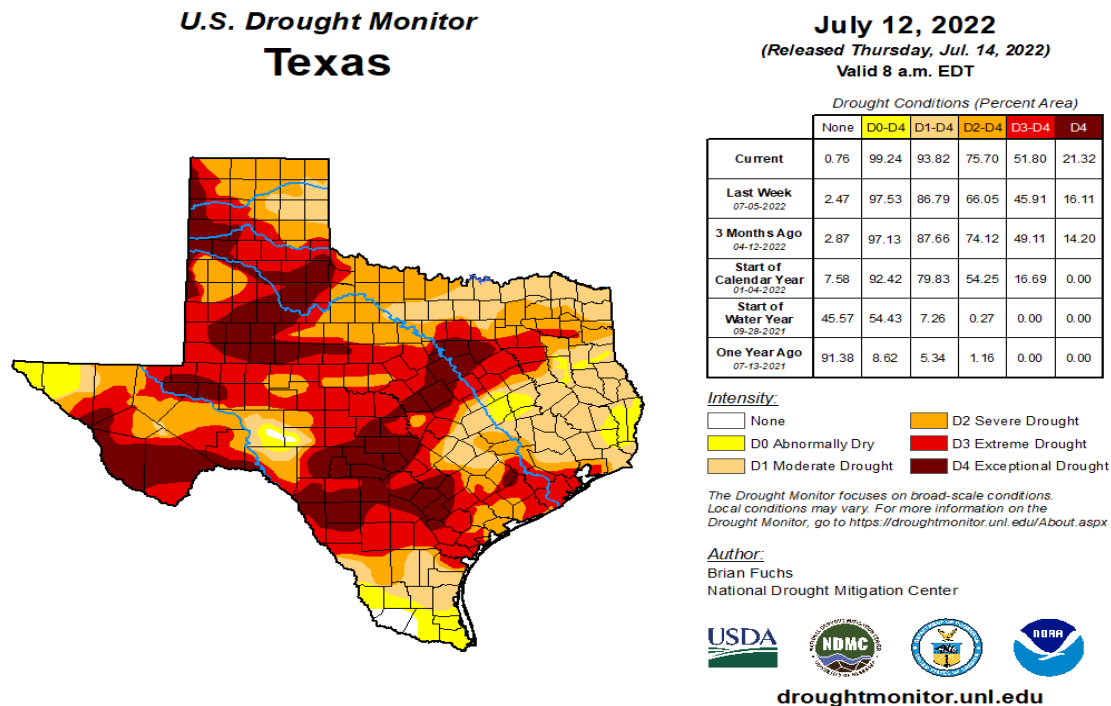 U.S. Drought Monitor
Texas
July 12, 2022
(Released Thursday, Jul. 14, 2022)
Valid 8 a.m. EDT
Drought Conditions (Percent Area)
None D0-D4 D1-D4 D2-D4 D3-D4 D4
Current 0.76 99.24 93.82 75.70 51.80 21.32
Last Week
07-05-2022 2.47 97.53 86.79 66.05 45.91 16.11
3 Months Ago
04-12-2022 2.87 97.13 87.66 74.12 49.11 14.20
Start of
Calendar Year
01-04-2022 7.58 92.42 79.83 54.25 16.69 0.00
Start of
Water Year
09-28-2021 45.57 54.43 7.26 0.27 0.00 0.00
One Year Ago
07-13-2021 91.38 8.62 5.34 1.16 0.00 0.00
Intensity:
None
D0 Abnormally Dry
D1 Moderate Drought
D2 Severe Drought
D3 Extreme Drought
D4 Exceptional Drought
The Drought Monitor focuses on broad-scale conditions.
Local conditions may vary. For more information on the
Drought Monitor, go to https://droughtmonitor.unl.edu/About.aspx
Author:
Brian Fuchs
National Drought Mitigation Center
USDA
NDMC
NOAA
droughtmonitor.unl.edu